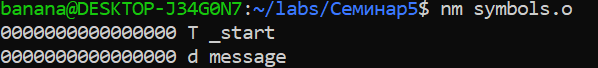 banana@DESKTOP-J34G0N7:~/labs/Семинар5$ nm symbols.o
0000000000000000 T _start
0000000000000000 d message